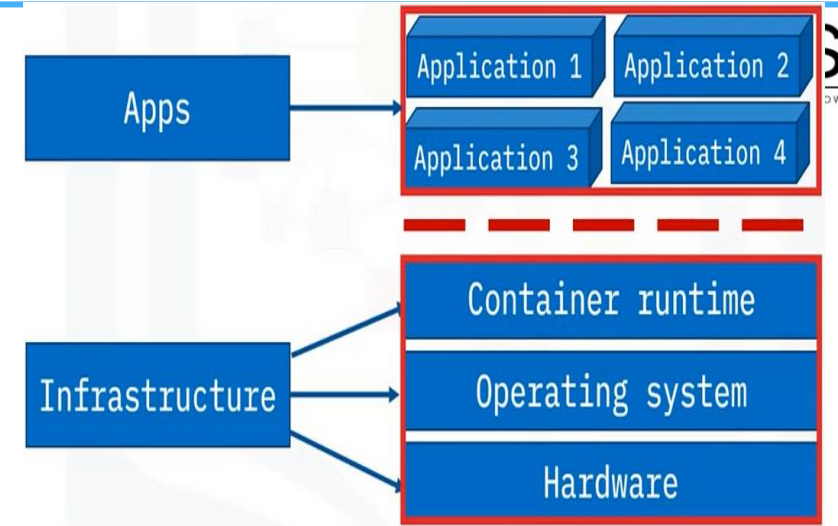 Apps
Application 1
Application 2
Application 3
Application 4
Infrastructure
Container runtime
Operating system
Hardware